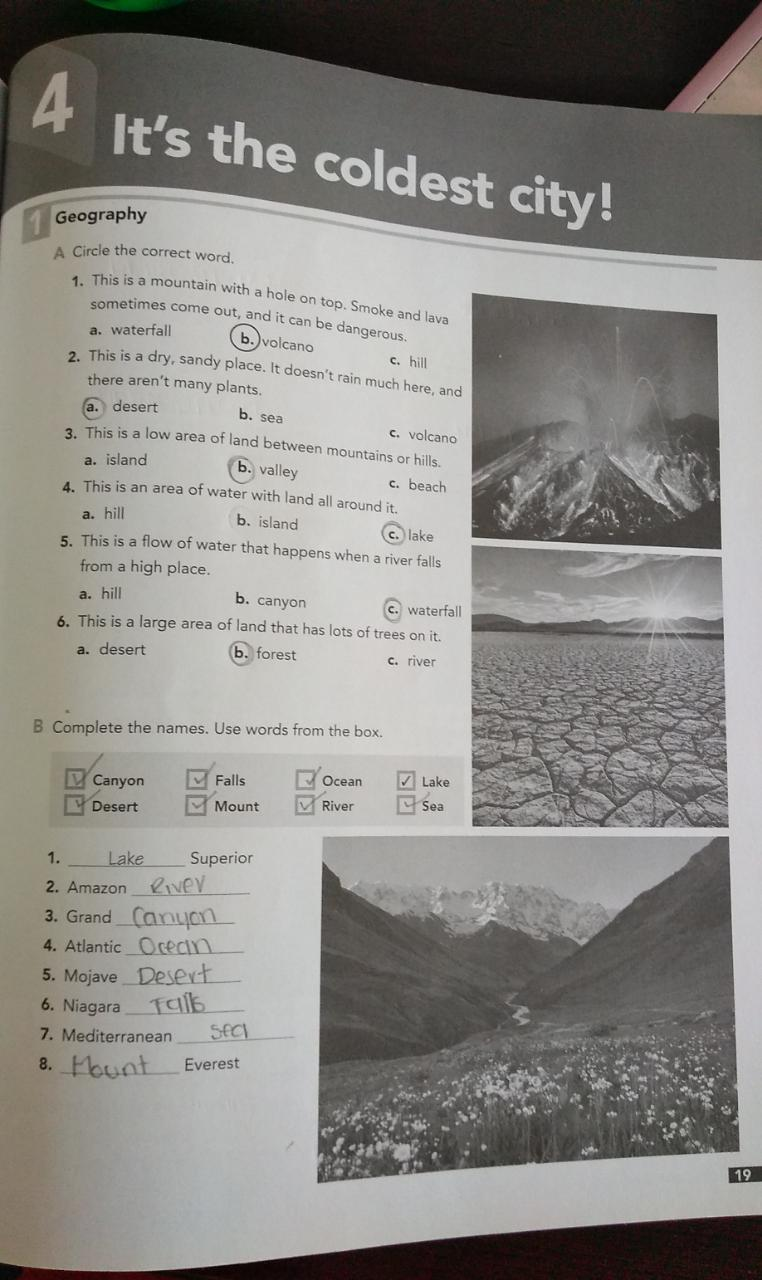 4
It's the coldest city!
1 Geography
A Circle the correct word.
1. This is a mountain with a hole on top. Smoke and lava
sometimes come out, and it can be dangerous.
a. waterfall b. volcano c. hill
2. This is a dry, sandy place. It doesn't rain much here, and
there aren't many plants.
a. desert b. sea c. volcano
3. This is a low area of land between mountains or hills.
a. island b. valley c. beach
4. This is an area of water with land all around it.
a. hill b. island c. lake
5. This is a flow of water that happens when a river falls
from a high place.
a. hill b. canyon c. waterfall
6. This is a large area of land that has lots of trees on it.
a. desert b. forest c. river
B Complete the names. Use words from the box.
Canyon Falls Ocean Lake
Desert Mount River Sea
1. Lake Superior
2. Amazon River
3. Grand Canyon
4. Atlantic Ocean
5. Mojave Desert
6. Niagara Falls
7. Mediterranean sea
8. Mount Everest
19